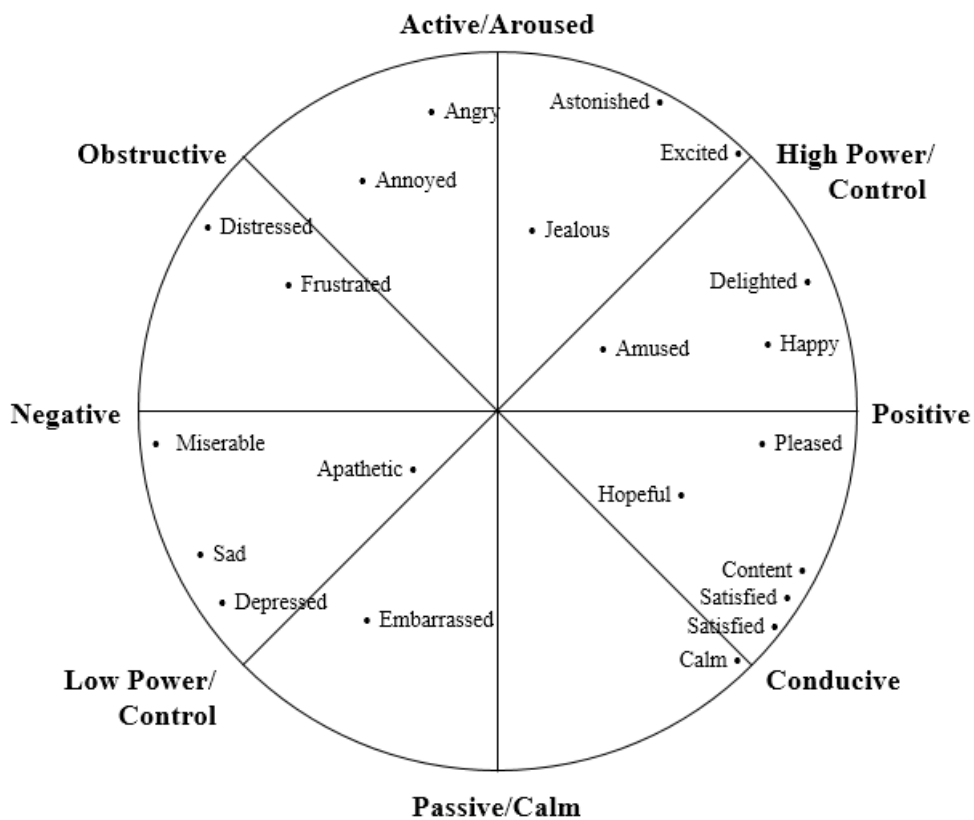 Active/Aroused
Astonished
Angry
Obstructive
Excited
High Power/
Control
Annoyed
Distressed
Jealous
Frustrated
Delighted
Amused
Happy
Negative
Positive
Miserable
Pleased
Apathetic
Hopeful
Sad
Content
Depressed
Satisfied
Embarrassed
Satisfied
Calm
Low Power/
Control
Conducive
Passive/Calm